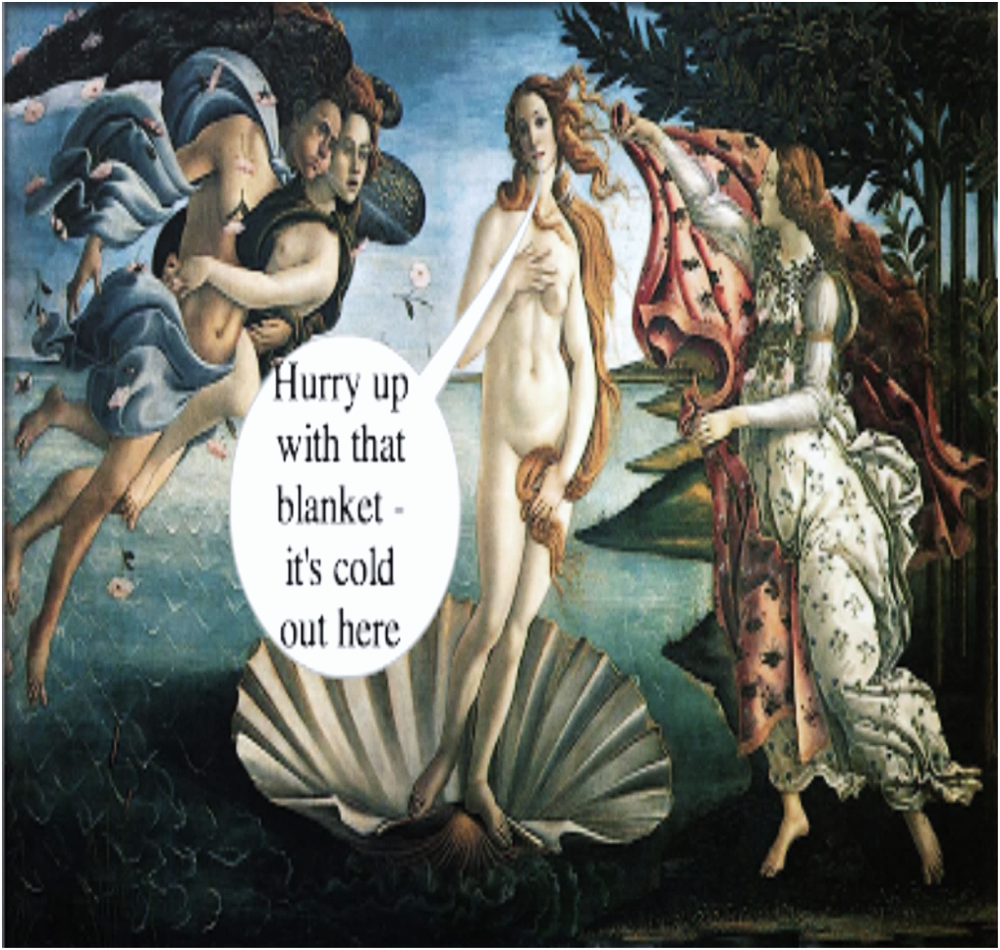 Hurry up
with that
blanket -
it's cold
out here